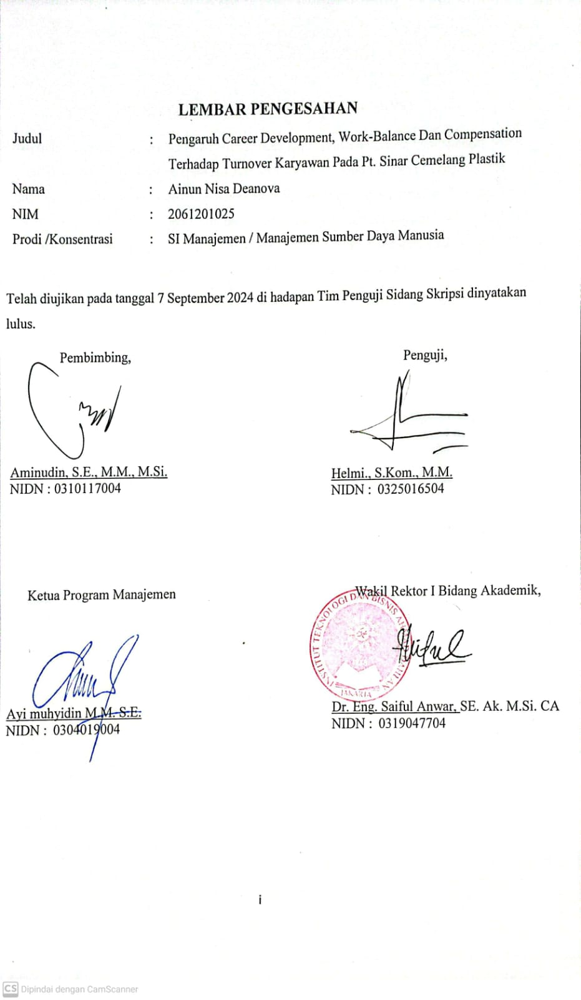 LEMBAR PENGESAHAN
Judul : Pengaruh Career Development, Work-Balance Dan Compensation
Terhadap Turnover Karyawan Pada Pt. Sinar Cemelang Plastik
Nama : Ainun Nisa Deanova
NIM : 2061201025
Prodi /Konsentrasi : SI Manajemen / Manajemen Sumber Daya Manusia
Telah diujikan pada tanggal 7 September 2024 di hadapan Tim Penguji Sidang Skripsi dinyatakan
lulus.
Pembimbing, Penguji,
Aminudin, S.E., M.M., M.Si. Helmi., S.Kom., M.M.
NIDN : 0310117004 NIDN : 0325016504
Ketua Program Manajemen Wakil Rektor I Bidang Akademik,
INSTITUT TEKNOLOGI DAN BISNIS
JAKARTA
Ayi muhyidin M.M. S.E. Dr. Eng. Saiful Anwar, SE. Ak. M.Si. CA
NIDN : 0304019004 NIDN : 0319047704
i
CS Dipindai dengan CamScanner